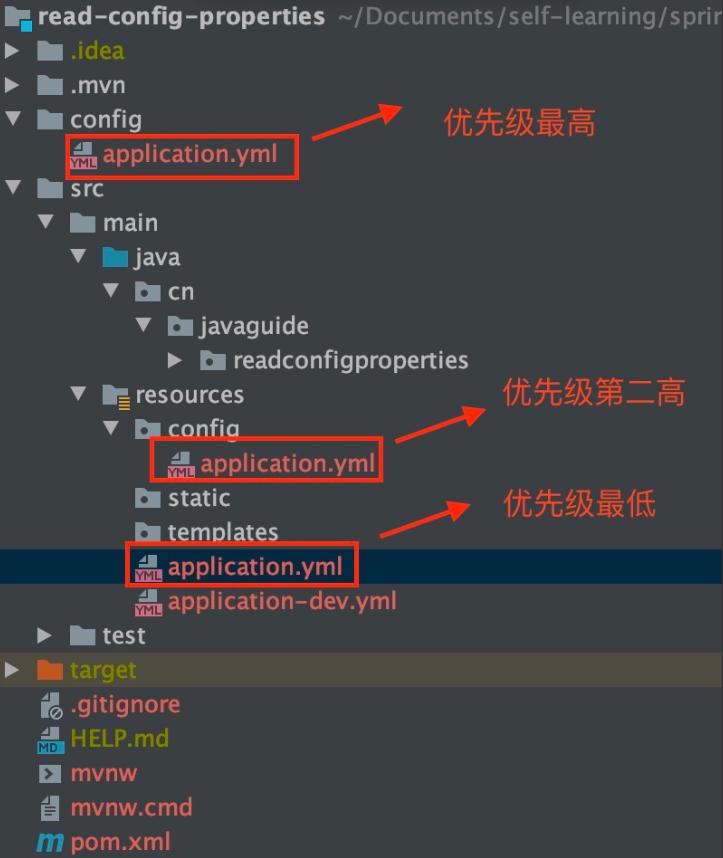 read-config-properties ~/Documents/self-learning/sprin
.idea
.mvn
config
优先级最高
YML application.yml
src
main
java
cn
javaguide
readconfigproperties
resources
优先级第二高
config
YML application.yml
static
优先级最低
templates
YML application.yml
YML application-dev.yml
test
target
.gitignore
MD HELP.md
mvnw
mvnw.cmd
m pom.xml